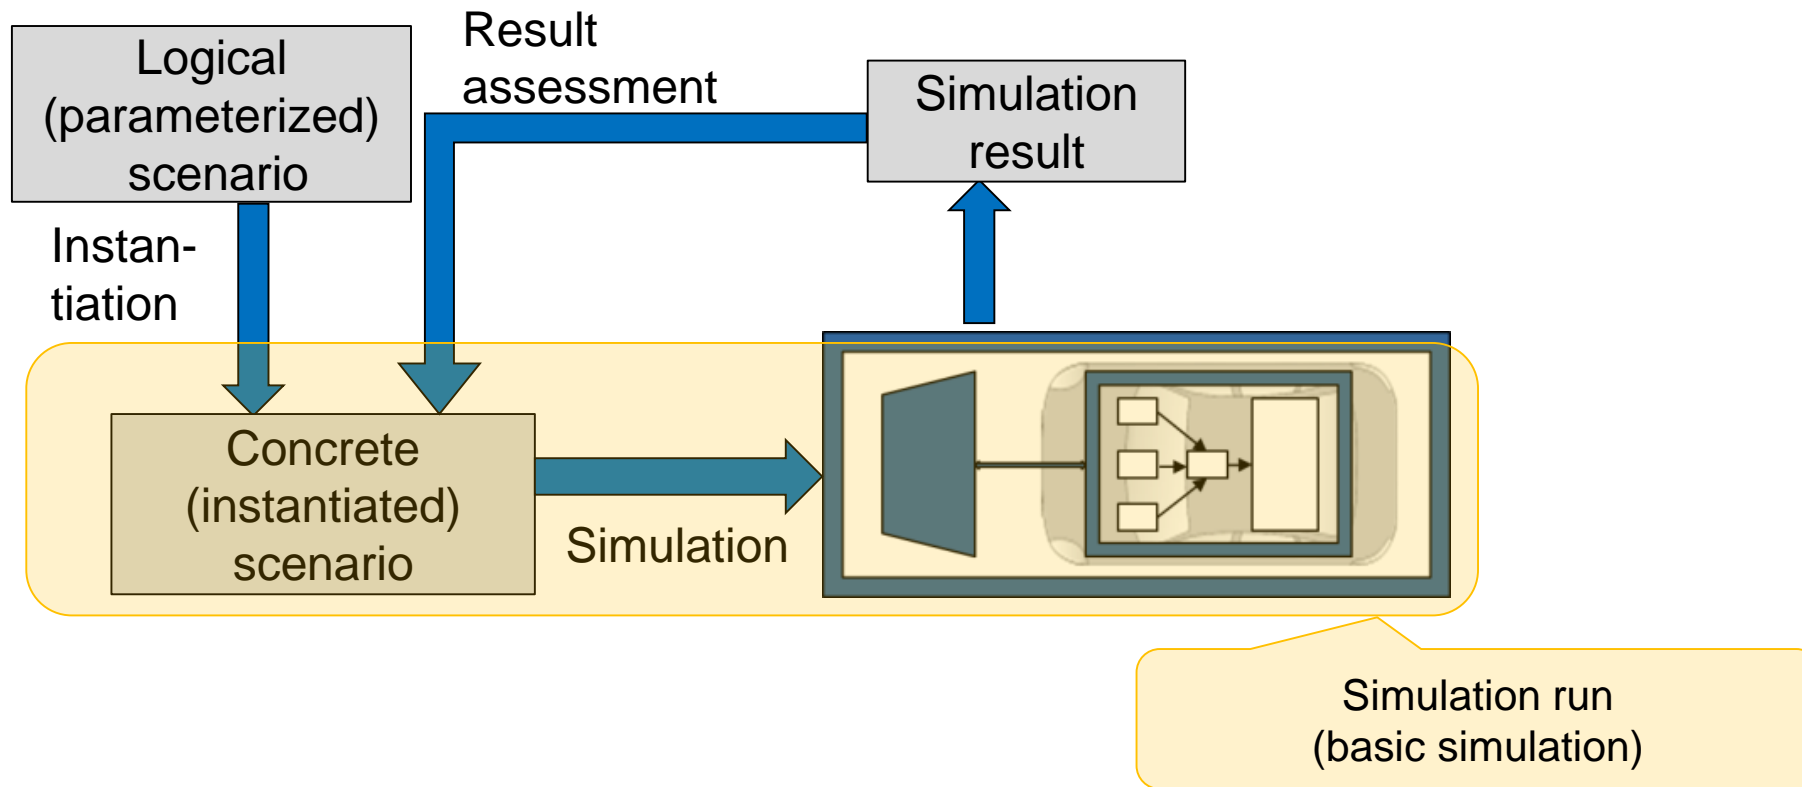 Logical
(parameterized)
scenario
Result
assessment
Simulation
result
Instan-
tiation
Concrete
(instantiated)
scenario
Simulation
Simulation run
(basic simulation)